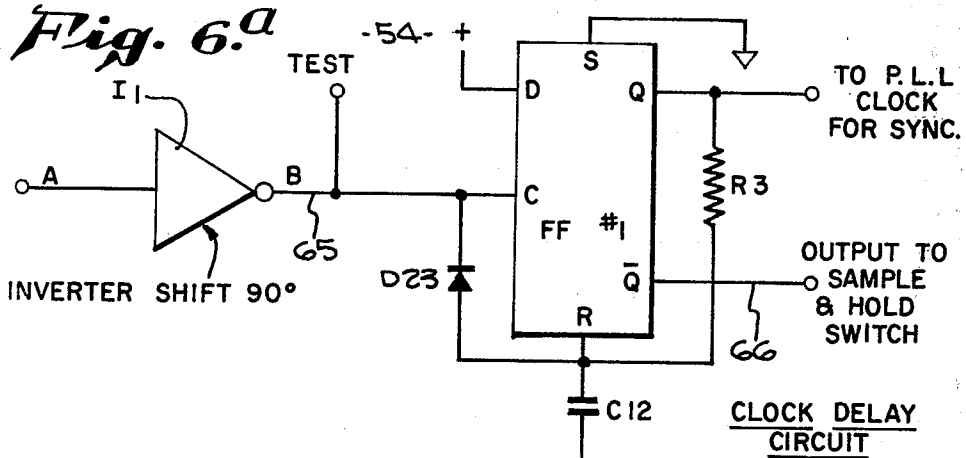 Fig. 6.a
-54- +
TEST
I1
S
D
Q
TO P.L.L
CLOCK
FOR SYNC.
A
B
C
R3
65
FF #1
D23
INVERTER SHIFT 90°
Q̅
OUTPUT TO
SAMPLE
& HOLD
SWITCH
R
66
C12
CLOCK DELAY
CIRCUIT